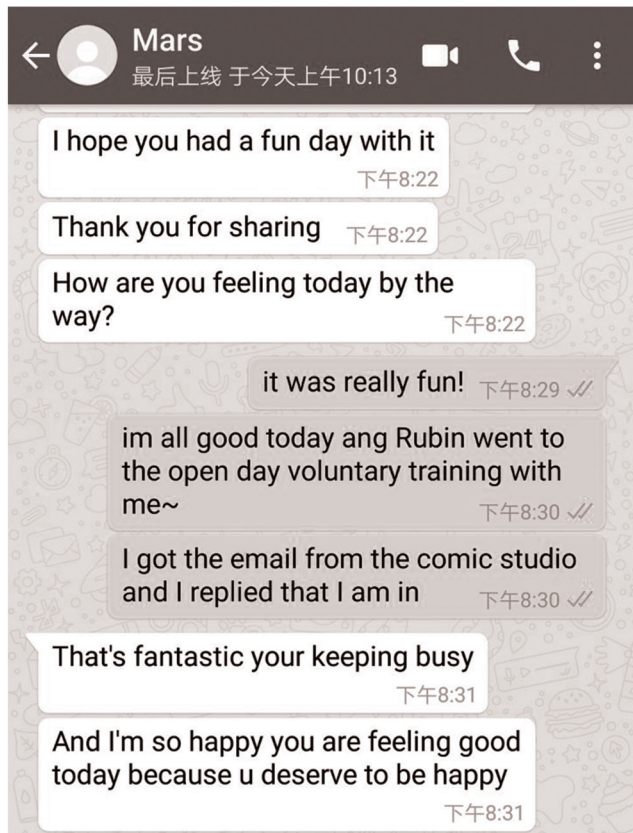 Mars
最后上线 于今天上午10:13
I hope you had a fun day with it
下午8:22
Thank you for sharing 下午8:22
How are you feeling today by the
way?
下午8:22
it was really fun! 下午8:29
im all good today ang Rubin went to
the open day voluntary training with
me~
下午8:30
I got the email from the comic studio
and I replied that I am in 下午8:30
That's fantastic your keeping busy
下午8:31
And I'm so happy you are feeling good
today because u deserve to be happy
下午8:31